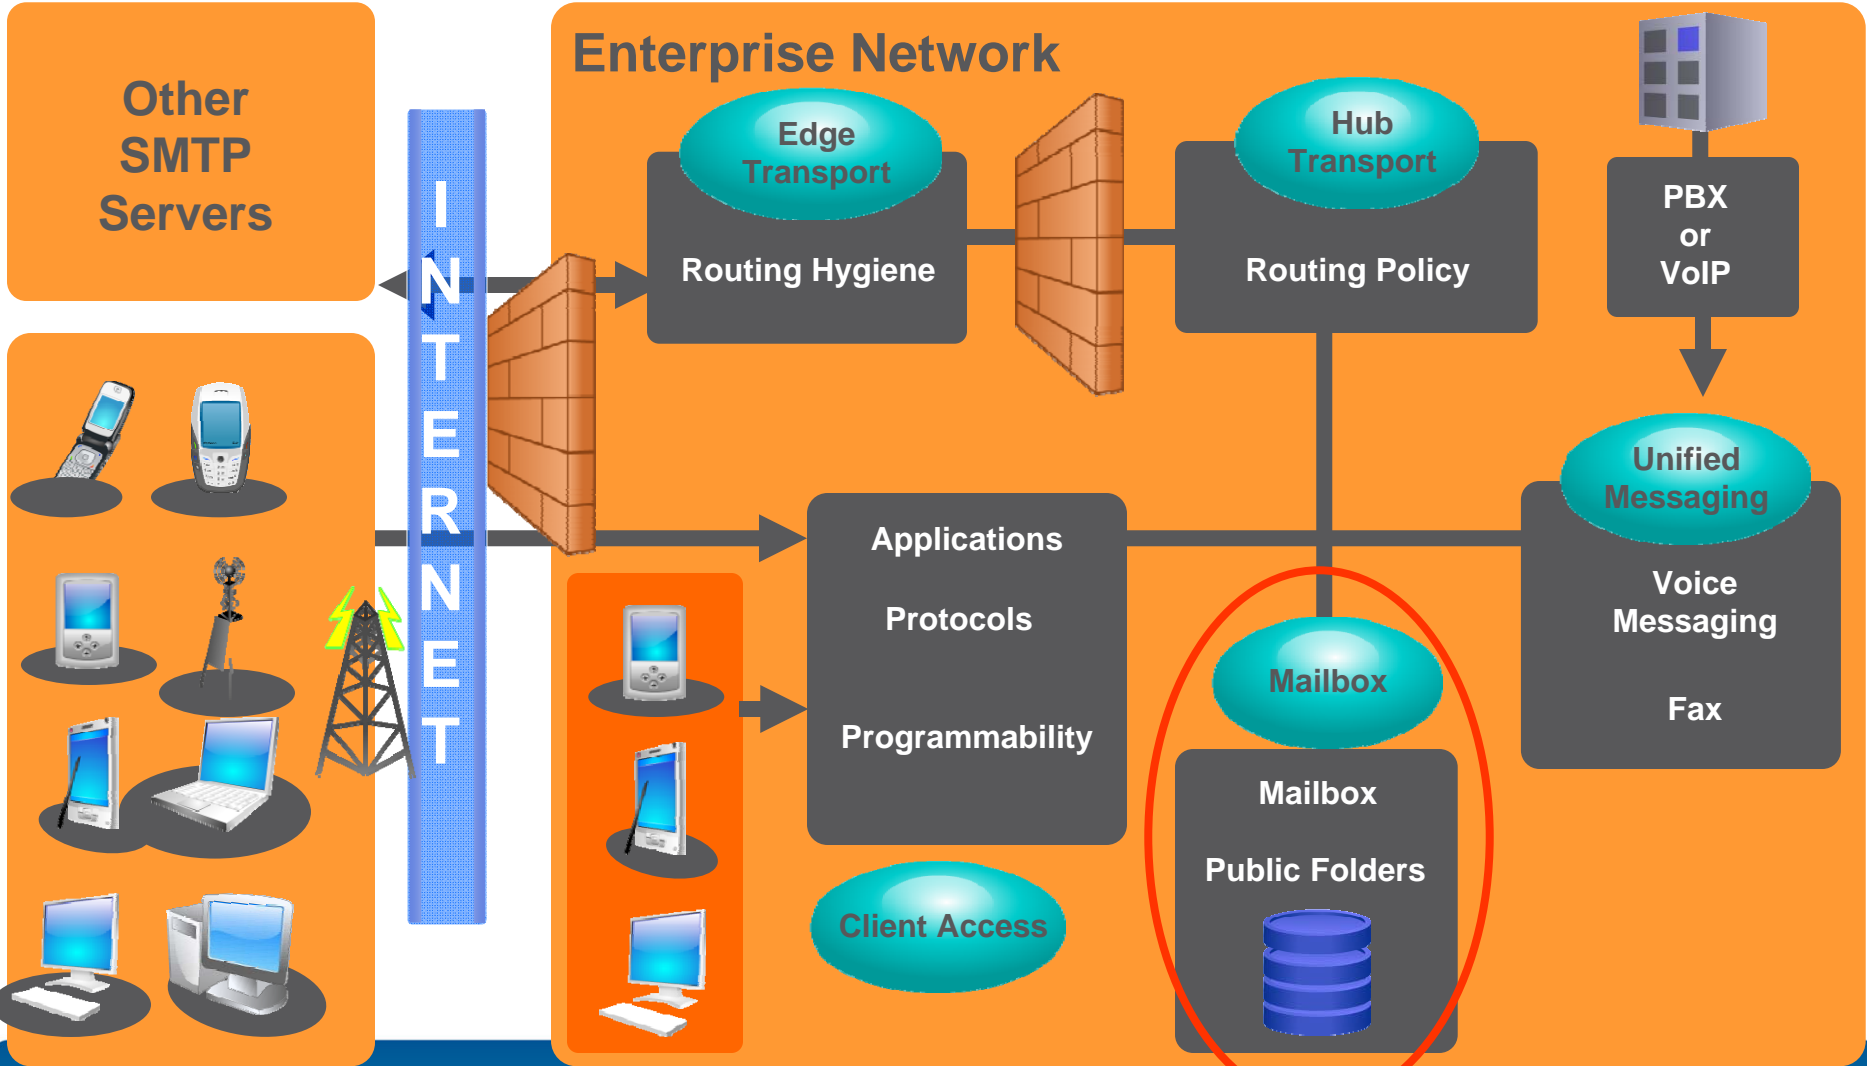 Other
SMTP
Servers
INTERNET
Enterprise Network
Edge
Transport
Routing Hygiene
Hub
Transport
Routing Policy
PBX
or
VoIP
Unified
Messaging
Voice
Messaging
Fax
Applications
Protocols
Programmability
Client Access
Mailbox
Mailbox
Public Folders